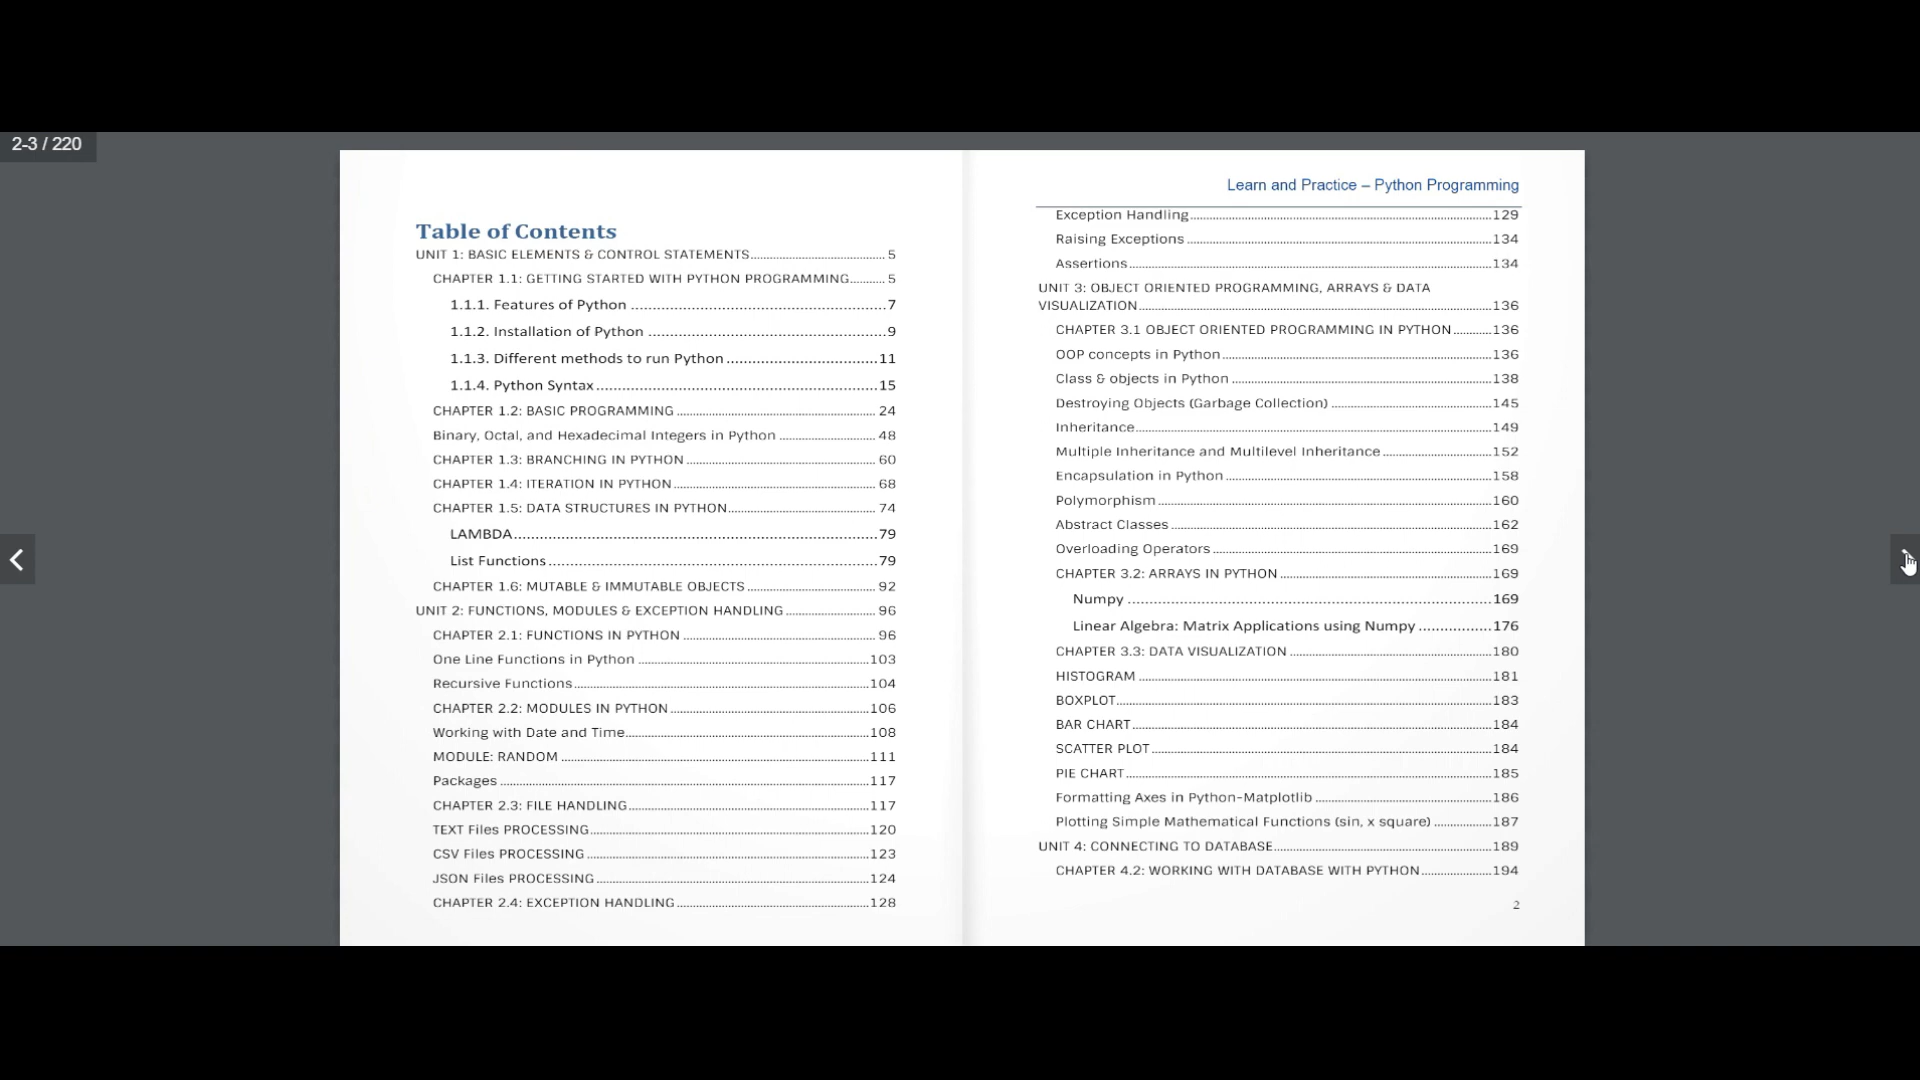 2-3 / 220
Table of Contents
UNIT 1: BASIC ELEMENTS & CONTROL STATEMENTS 5
CHAPTER 1.1: GETTING STARTED WITH PYTHON PROGRAMMING 5
1.1.1. Features of Python 7
1.1.2. Installation of Python 9
1.1.3. Different methods to run Python 11
1.1.4. Python Syntax 15
CHAPTER 1.2: BASIC PROGRAMMING 24
Binary, Octal, and Hexadecimal Integers in Python 48
CHAPTER 1.3: BRANCHING IN PYTHON 60
CHAPTER 1.4: ITERATION IN PYTHON 68
CHAPTER 1.5: DATA STRUCTURES IN PYTHON 74
LAMBDA 79
List Functions 79
CHAPTER 1.6: MUTABLE & IMMUTABLE OBJECTS 92
UNIT 2: FUNCTIONS, MODULES & EXCEPTION HANDLING 96
CHAPTER 2.1: FUNCTIONS IN PYTHON 96
One Line Functions in Python 103
Recursive Functions 104
CHAPTER 2.2: MODULES IN PYTHON 106
Working with Date and Time 108
MODULE: RANDOM 111
Packages 117
CHAPTER 2.3: FILE HANDLING 117
TEXT Files PROCESSING 120
CSV Files PROCESSING 123
JSON Files PROCESSING 124
CHAPTER 2.4: EXCEPTION HANDLING 128
Learn and Practice – Python Programming
Exception Handling 129
Raising Exceptions 134
Assertions 134
UNIT 3: OBJECT ORIENTED PROGRAMMING, ARRAYS & DATA
VISUALIZATION 136
CHAPTER 3.1 OBJECT ORIENTED PROGRAMMING IN PYTHON 136
OOP concepts in Python 136
Class & objects in Python 138
Destroying Objects (Garbage Collection) 145
Inheritance 149
Multiple Inheritance and Multilevel Inheritance 152
Encapsulation in Python 158
Polymorphism 160
Abstract Classes 162
Overloading Operators 169
CHAPTER 3.2: ARRAYS IN PYTHON 169
Numpy 169
Linear Algebra: Matrix Applications using Numpy 176
CHAPTER 3.3: DATA VISUALIZATION 180
HISTOGRAM 181
BOXPLOT 183
BAR CHART 184
SCATTER PLOT 184
PIE CHART 185
Formatting Axes in Python-Matplotlib 186
Plotting Simple Mathematical Functions (sin, x square) 187
UNIT 4: CONNECTING TO DATABASE 189
CHAPTER 4.2: WORKING WITH DATABASE WITH PYTHON 194
2